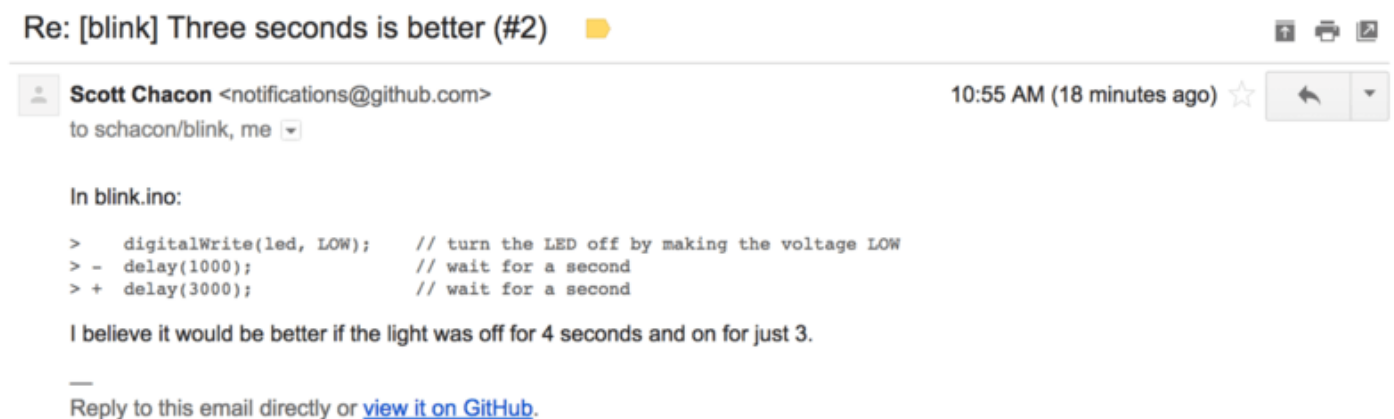 Re: [blink] Three seconds is better (#2)
Scott Chacon <notifications@github.com>
10:55 AM (18 minutes ago)
to schacon/blink, me
In blink.ino:
>     digitalWrite(led, LOW);    // turn the LED off by making the voltage LOW
> -  delay(1000);               // wait for a second
> +  delay(3000);               // wait for a second
I believe it would be better if the light was off for 4 seconds and on for just 3.
—
Reply to this email directly or view it on GitHub.